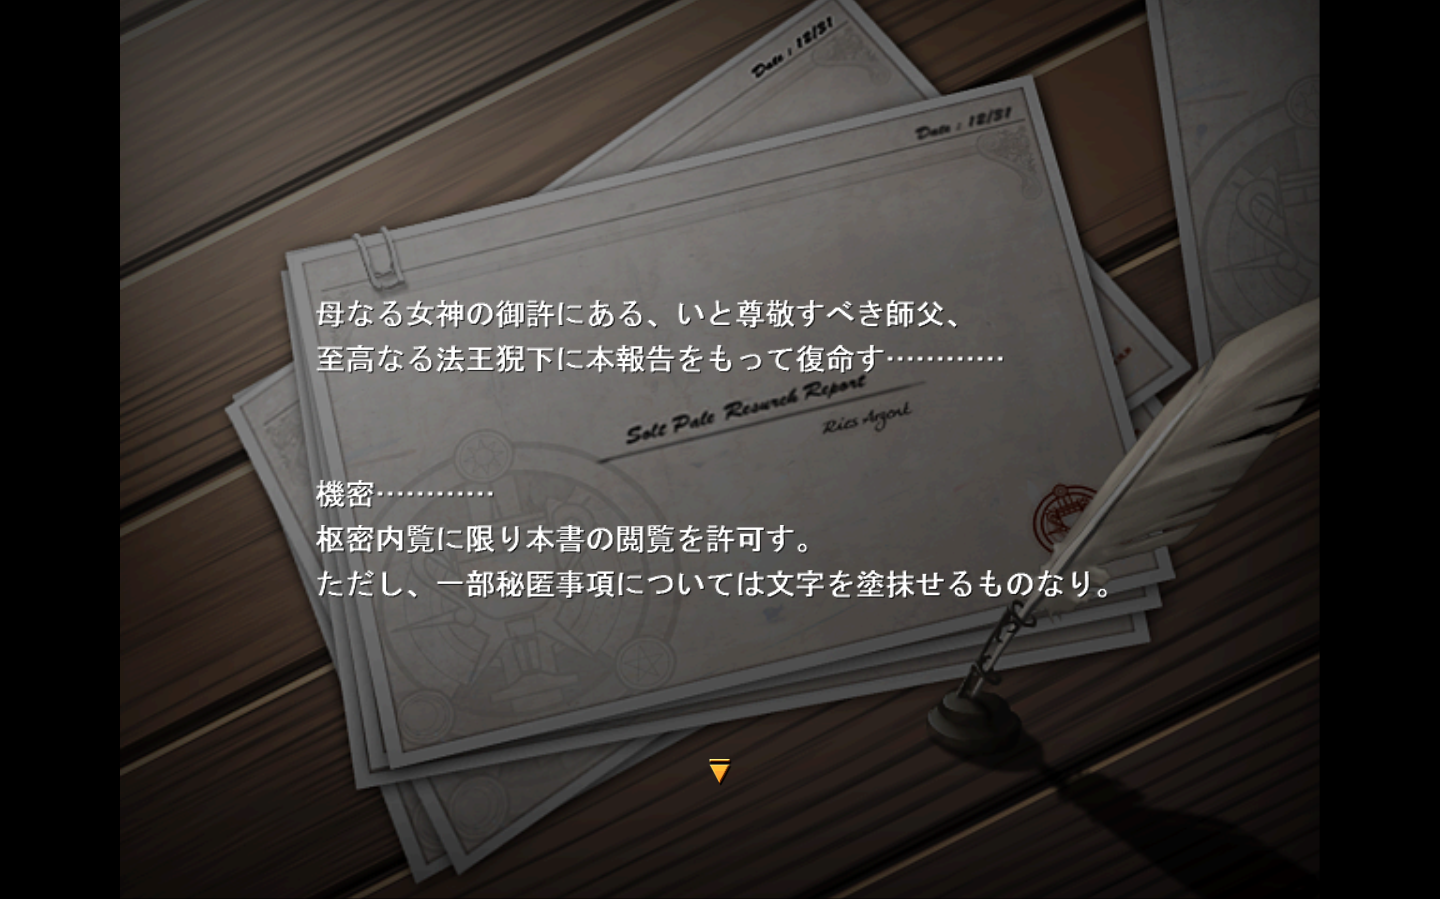 Date : 12/31
Date : 12/31
母なる女神の御許にある、いと尊敬すべき師父、
至高なる法王猊下に本報告をもって復命す…………
Solt Pale Resurch Report
Rics Argent
機密…………
枢密内覧に限り本書の閲覧を許可す。
ただし、一部秘匿事項については文字を塗抹せるものなり。